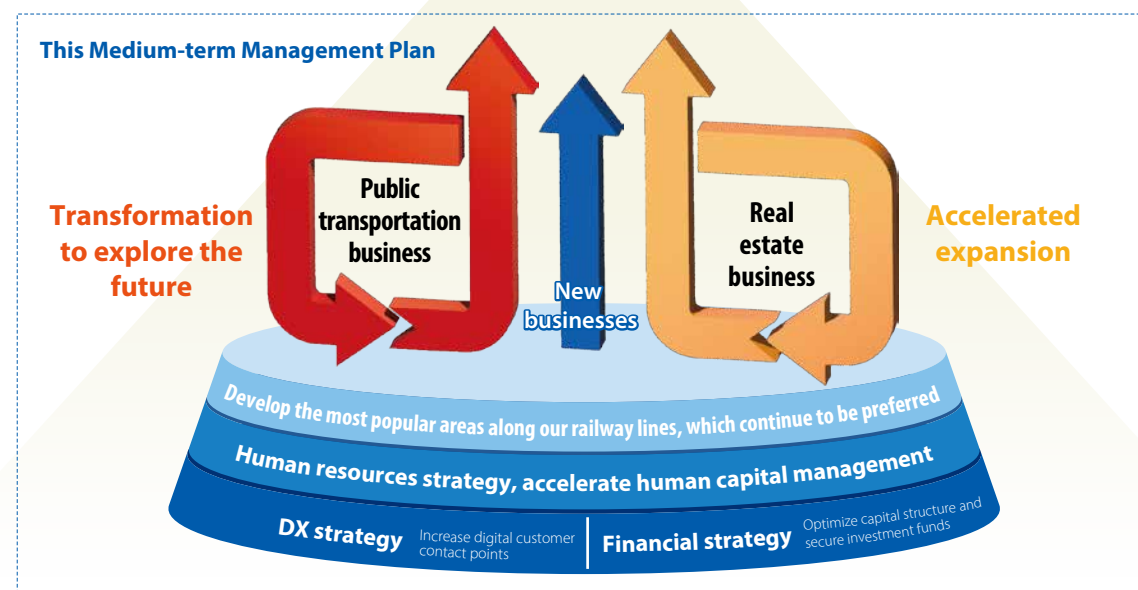 This Medium-term Management Plan
Transformation
to explore the
future
Public
transportation
business
New
businesses
Real
estate
business
Accelerated
expansion
Develop the most popular areas along our railway lines, which continue to be preferred
Human resources strategy, accelerate human capital management
DX strategy
Increase digital customer
contact points
Financial strategy
Optimize capital structure and
secure investment funds